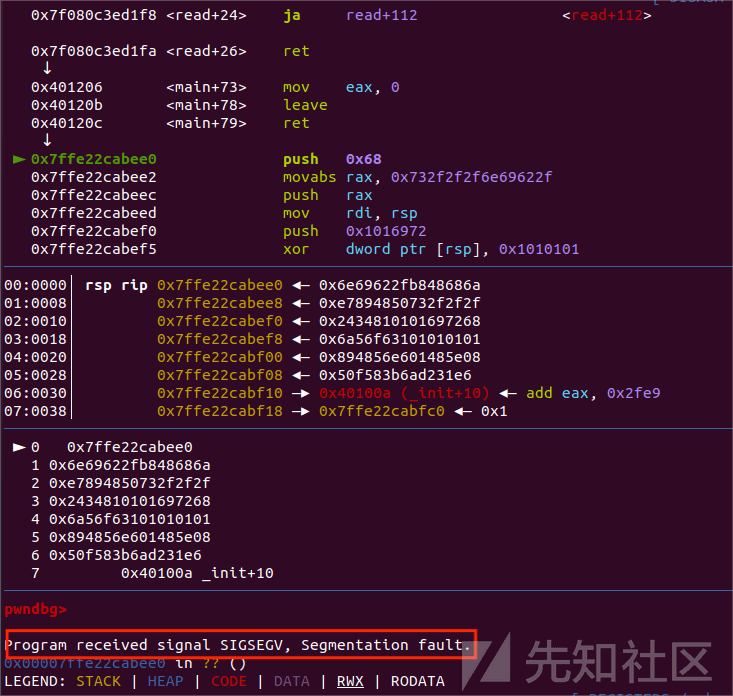 0x7f080c3ed1f8 <read+24> ja read+112 <read+112>
0x7f080c3ed1fa <read+26> ret
↓
0x401206 <main+73> mov eax, 0
0x40120b <main+78> leave
0x40120c <main+79> ret
↓
► 0x7ffe22cabee0 push 0x68
0x7ffe22cabee2 movabs rax, 0x732f2f2f6e69622f
0x7ffe22cabeec push rax
0x7ffe22cabeed mov rdi, rsp
0x7ffe22cabef0 push 0x1016972
0x7ffe22cabef5 xor dword ptr [rsp], 0x1010101
00:0000│ rsp rip 0x7ffe22cabee0 ◂— 0x6e69622fb848686a
01:0008│ 0x7ffe22cabee8 ◂— 0xe7894850732f2f2f
02:0010│ 0x7ffe22cabef0 ◂— 0x2434810101697268
03:0018│ 0x7ffe22cabef8 ◂— 0x6a56f63101010101
04:0020│ 0x7ffe22cabf00 ◂— 0x894856e601485e08
05:0028│ 0x7ffe22cabf08 ◂— 0x50f583b6ad231e6
06:0030│ 0x7ffe22cabf10 —▸ 0x40100a (_init+10) ◂— add eax, 0x2fe9
07:0038│ 0x7ffe22cabf18 —▸ 0x7ffe22cabfc0 ◂— 0x1
► 0 0x7ffe22cabee0
1 0x6e69622fb848686a
2 0xe7894850732f2f2f
3 0x2434810101697268
4 0x6a56f63101010101
5 0x894856e601485e08
6 0x50f583b6ad231e6
7 0x40100a _init+10
pwndbg>
Program received signal SIGSEGV, Segmentation fault.
0x00007ffe22cabee0 in ?? ()
LEGEND: STACK | HEAP | CODE | DATA | RWX | RODATA
先知社区